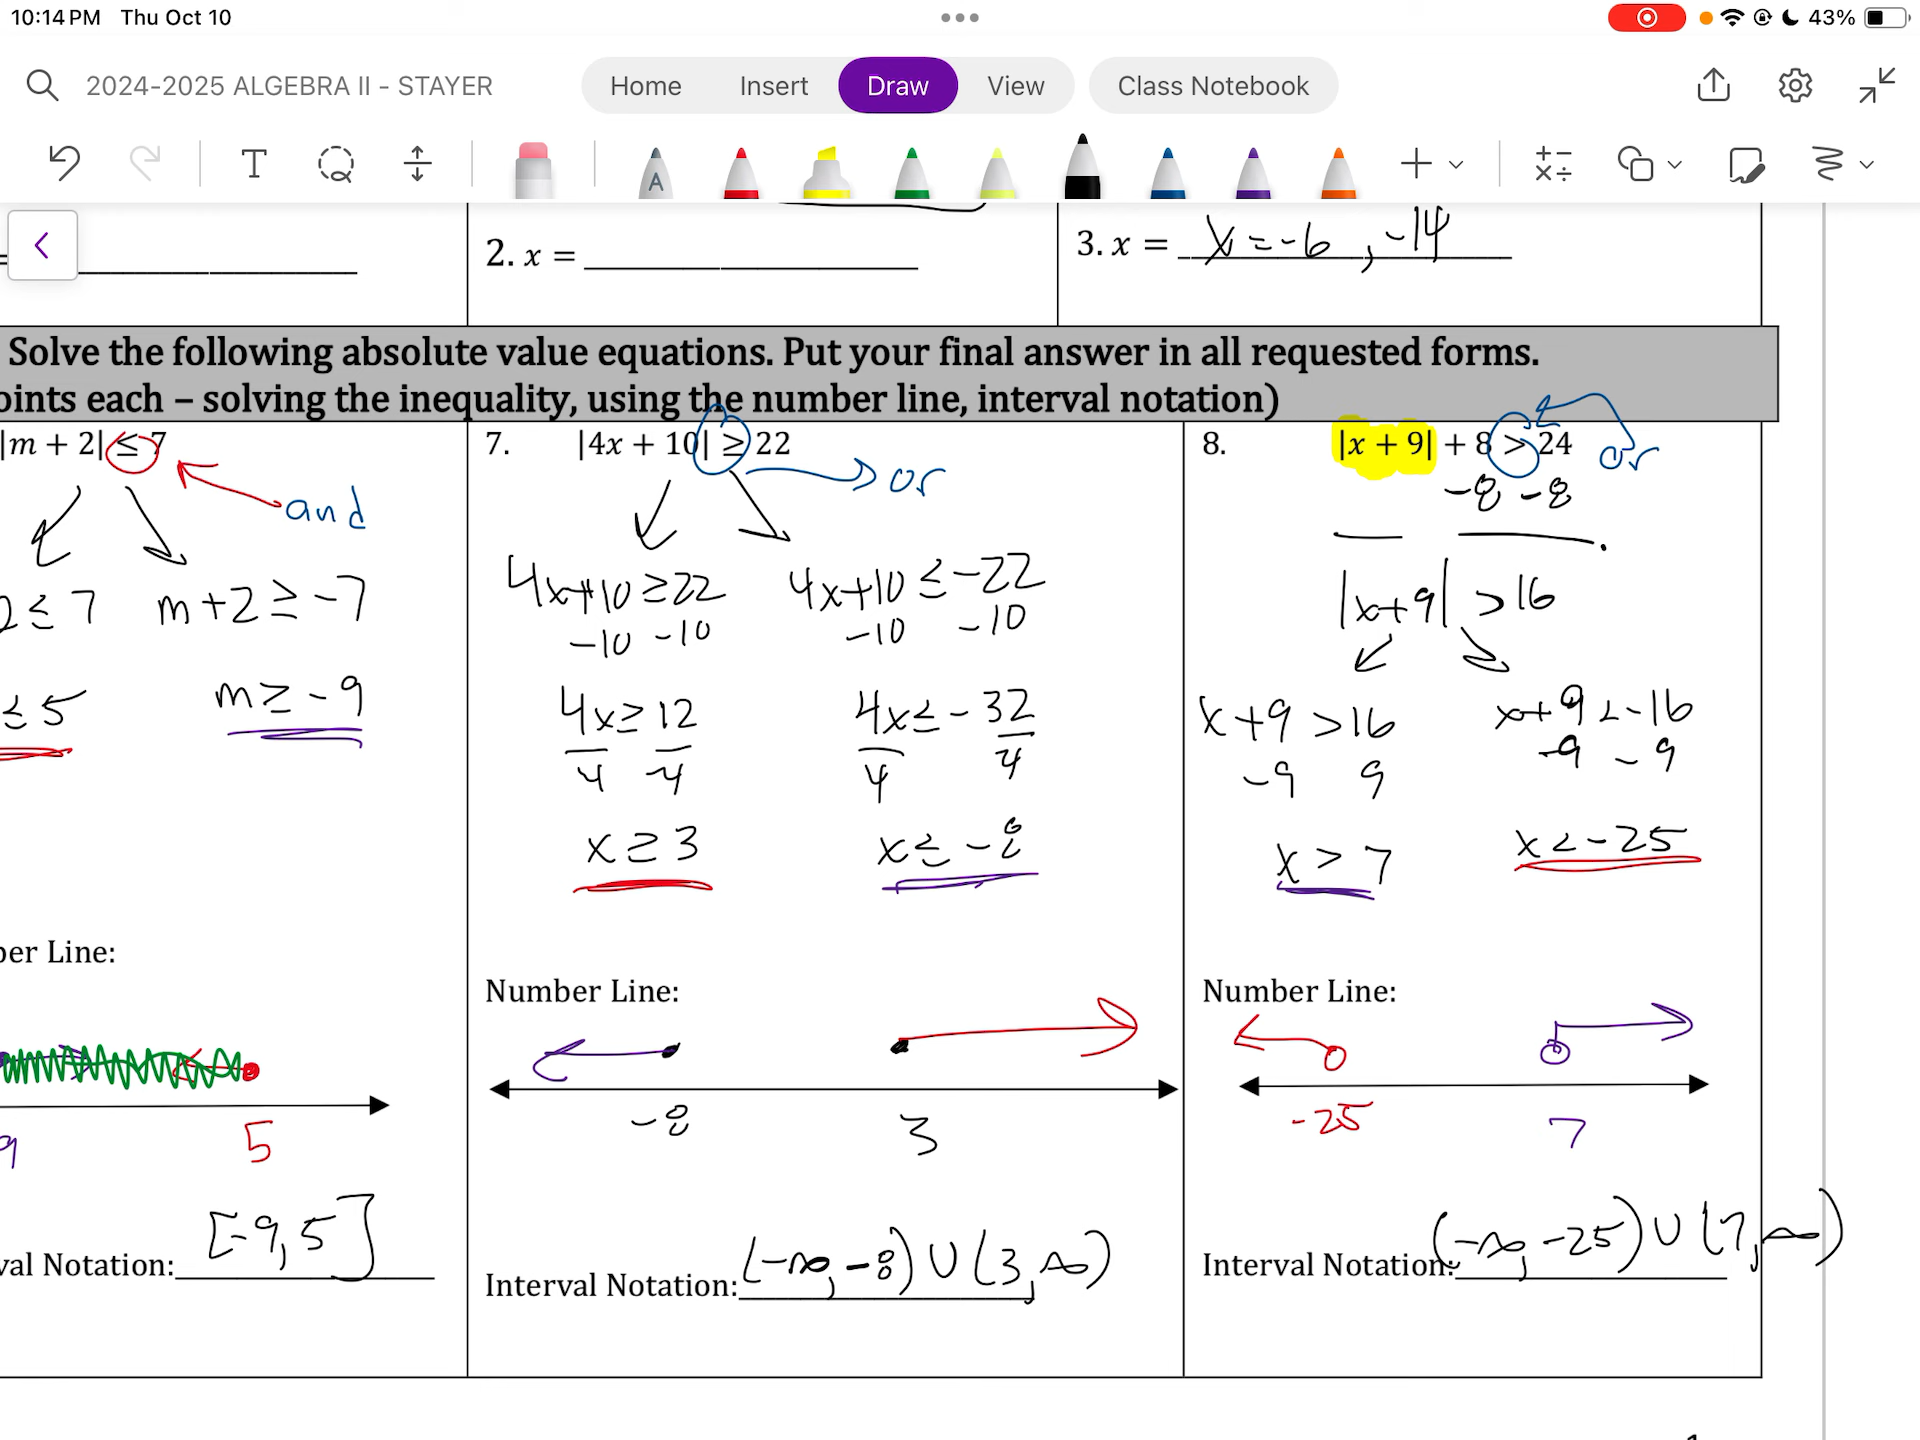 10:14 PM Thu Oct 10
43%
2024-2025 ALGEBRA II - STAYER
Home Insert Draw View Class Notebook
T
A
2. x =
3. x = x = -6, -14
Solve the following absolute value equations. Put your final answer in all requested forms.
oints each – solving the inequality, using the number line, interval notation)
|m + 2| ≤ 7
and
2 ≤ 7 m+2 ≥ -7
≤ 5 m ≥ -9
ber Line:
9 5
val Notation: [-9, 5]
7. |4x + 10| ≥ 22
or
4x+10 ≥ 22 4x+10 ≤ -22
-10 -10 -10 -10
4x ≥ 12 4x ≤ -32
4 4 4 4
x ≥ 3 x ≤ -8
Number Line:
-8 3
Interval Notation: (-∞, -8) ∪ (3, ∞)
8. |x + 9| + 8 > 24
or
-8 -8
|x+9| > 16
x+9 > 16 x+9 < -16
-9 9 -9 -9
x > 7 x < -25
Number Line:
-25 7
Interval Notation: (-∞, -25) ∪ (7, ∞)